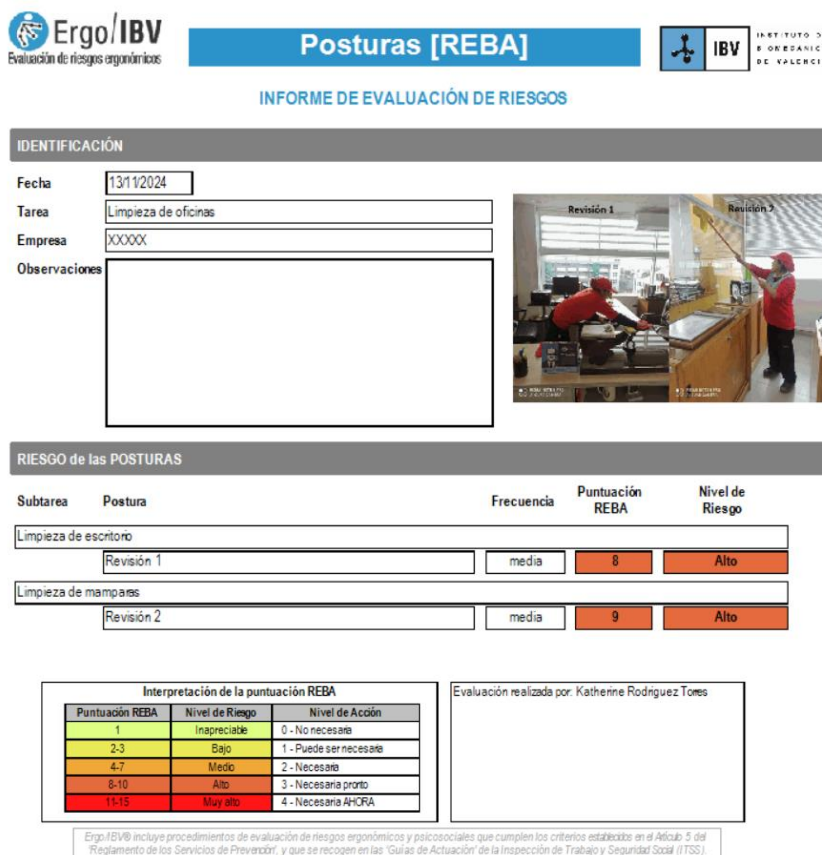 Ergo/IBV
Evaluación de riesgos ergonómicos
Posturas [REBA]
IBV
INSTITUTO D
BIOMECÁNIC
DE VALENCI
INFORME DE EVALUACIÓN DE RIESGOS
IDENTIFICACIÓN
Fecha 13/11/2024
Tarea Limpieza de oficinas
Empresa XXXXX
Observaciones
Revisión 1
Revisión 2
RIESGO de las POSTURAS
Subtarea Postura Frecuencia Puntuación REBA Nivel de Riesgo
Limpieza de escritorio
Revisión 1 media 8 Alto
Limpieza de mamparas
Revisión 2 media 9 Alto
Interpretación de la puntuación REBA
Puntuación REBA Nivel de Riesgo Nivel de Acción
1 Inapreciable 0 - No necesaria
2-3 Bajo 1 - Puede ser necesaria
4-7 Medio 2 - Necesaria
8-10 Alto 3 - Necesaria pronto
11-15 Muy alto 4 - Necesaria AHORA
Evaluación realizada por: Katherine Rodriguez Torres
Ergo/IBV® incluye procedimientos de evaluación de riesgos ergonómicos y psicosociales que cumplen los criterios establecidos en el Artículo 5 del
'Reglamento de los Servicios de Prevención', y que se recogen en las 'Guías de Actuación' de la Inspección de Trabajo y Seguridad Social (ITSS).